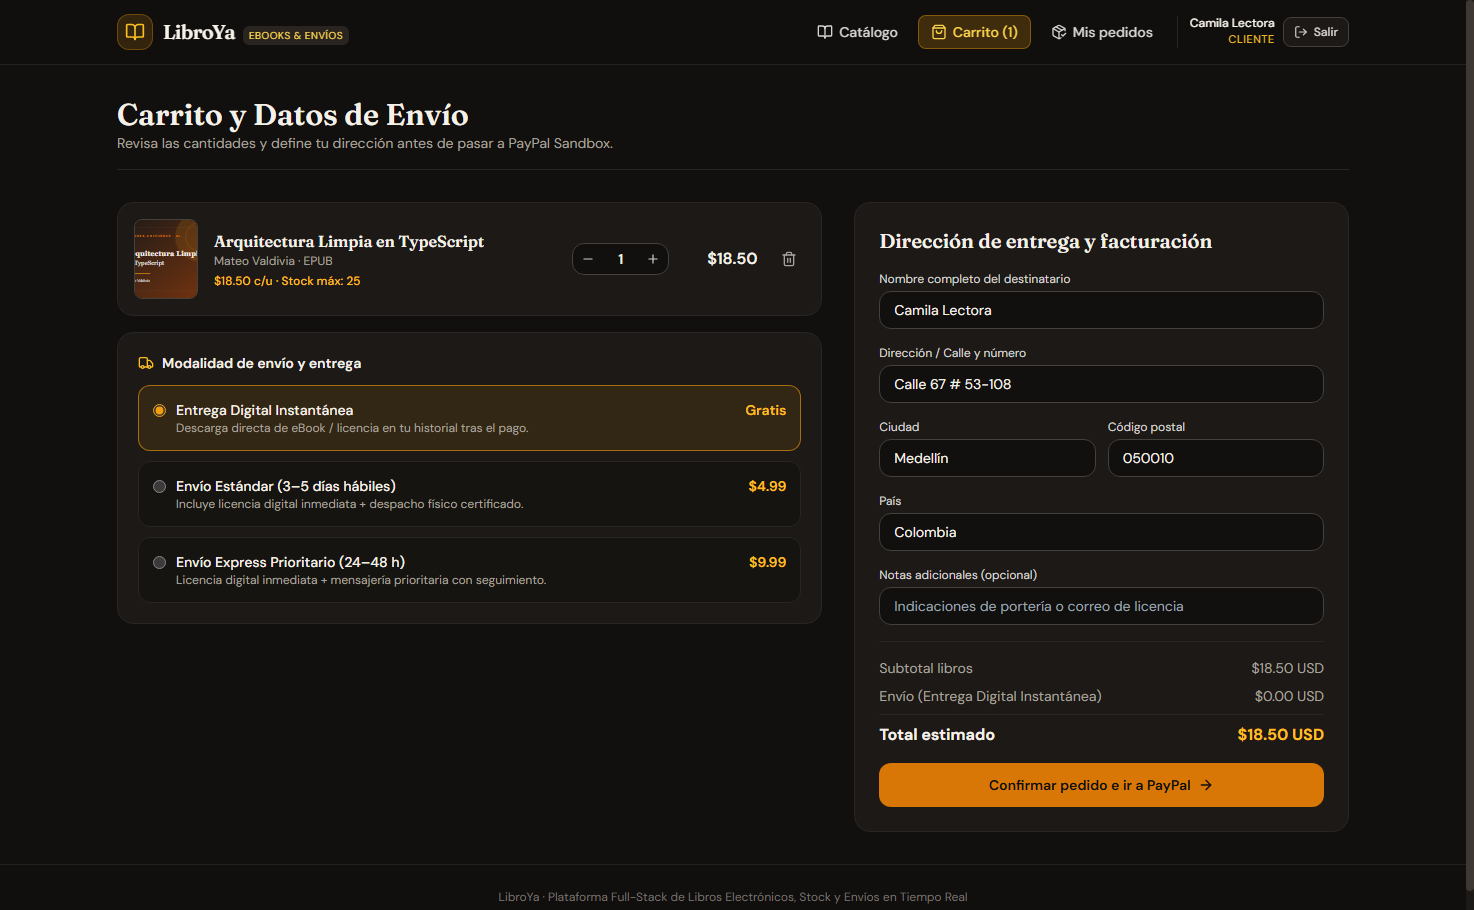 LibroYa EBOOKS & ENVÍOS
Catálogo
Carrito (1)
Mis pedidos
Camila Lectora
CLIENTE
Salir
Carrito y Datos de Envío
Revisa las cantidades y define tu dirección antes de pasar a PayPal Sandbox.
quitectura Limpi
TypeScript
Arquitectura Limpia en TypeScript
Mateo Valdivia · EPUB
$18.50 c/u · Stock máx: 25
− 1 +
$18.50
Modalidad de envío y entrega
Entrega Digital Instantánea
Gratis
Descarga directa de eBook / licencia en tu historial tras el pago.
Envío Estándar (3–5 días hábiles)
$4.99
Incluye licencia digital inmediata + despacho físico certificado.
Envío Express Prioritario (24–48 h)
$9.99
Licencia digital inmediata + mensajería prioritaria con seguimiento.
Dirección de entrega y facturación
Nombre completo del destinatario
Camila Lectora
Dirección / Calle y número
Calle 67 # 53-108
Ciudad
Código postal
Medellín
050010
País
Colombia
Notas adicionales (opcional)
Indicaciones de portería o correo de licencia
Subtotal libros
$18.50 USD
Envío (Entrega Digital Instantánea)
$0.00 USD
Total estimado
$18.50 USD
Confirmar pedido e ir a PayPal →
LibroYa · Plataforma Full-Stack de Libros Electrónicos, Stock y Envíos en Tiempo Real